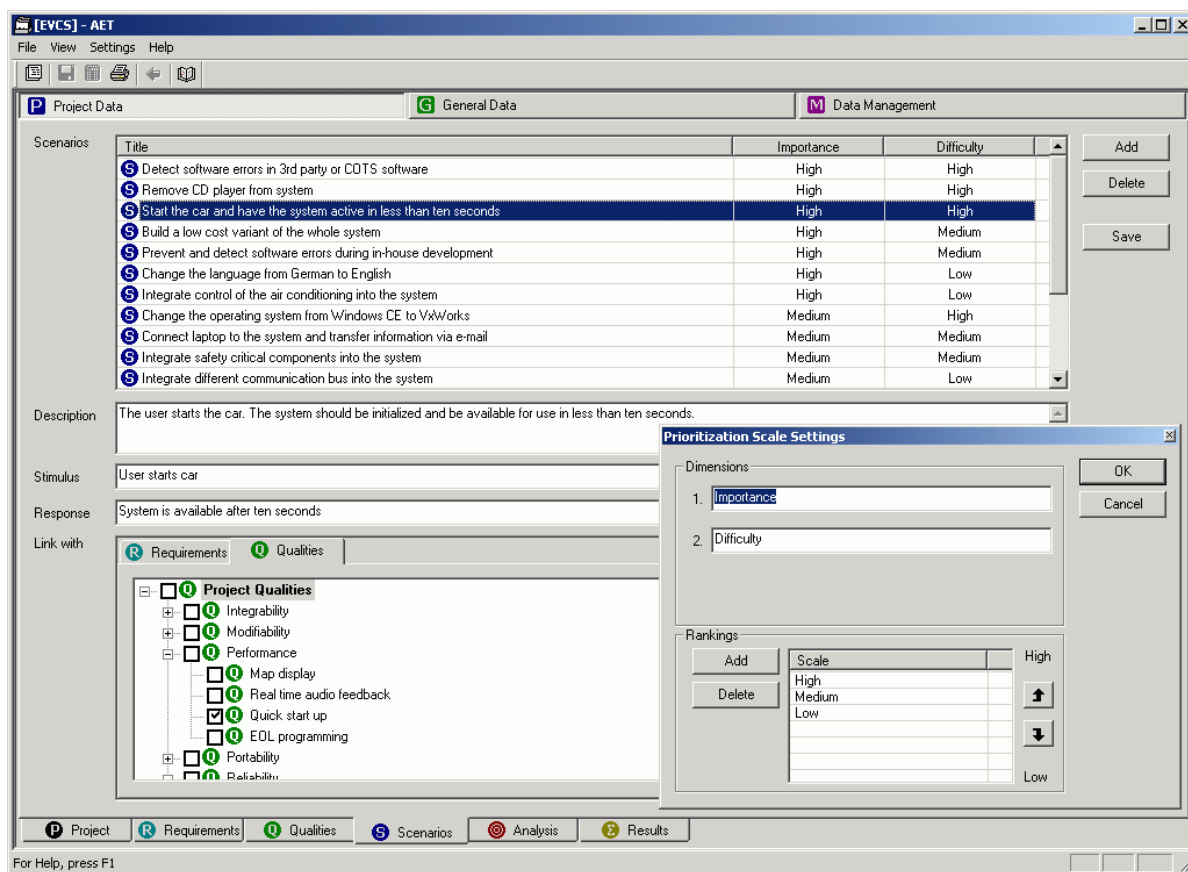 [EVCS] - AET
File View Settings Help
P Project Data G General Data M Data Management
Scenarios
Title Importance Difficulty
S Detect software errors in 3rd party or COTS software High High
S Remove CD player from system High High
S Start the car and have the system active in less than ten seconds High High
S Build a low cost variant of the whole system High Medium
S Prevent and detect software errors during in-house development High Medium
S Change the language from German to English High Low
S Integrate control of the air conditioning into the system High Low
S Change the operating system from Windows CE to VxWorks Medium High
S Connect laptop to the system and transfer information via e-mail Medium Medium
S Integrate safety critical components into the system Medium Medium
S Integrate different communication bus into the system Medium Low
Add
Delete
Save
Description
The user starts the car. The system should be initialized and be available for use in less than ten seconds.
Stimulus
User starts car
Response
System is available after ten seconds
Link with
R Requirements Q Qualities
Q Project Qualities
Q Integrability
Q Modifiability
Q Performance
Q Map display
Q Real time audio feedback
Q Quick start up
Q EOL programming
Q Portability
Q Reliability
Prioritization Scale Settings
Dimensions
1. Importance
2. Difficulty
OK
Cancel
Rankings
Add
Delete
Scale
High
Medium
Low
High
Low
P Project R Requirements Q Qualities S Scenarios Analysis Σ Results
For Help, press F1